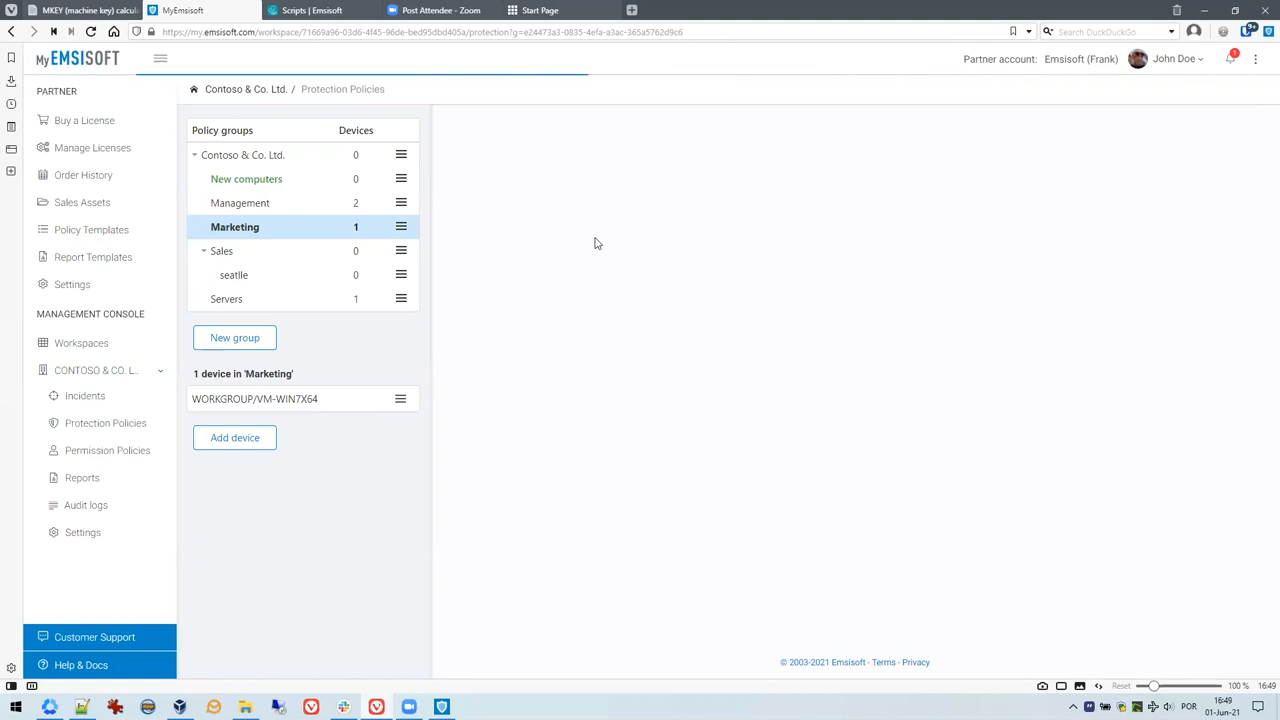 MKEY (machine key) calcul
MyEmsisoft
Scripts | Emsisoft
Post Attendee - Zoom
Start Page
https://my.emsisoft.com/workspace/71669a96-03d6-4f45-96de-bed95dbd405a/protection?g=e24473a3-0835-4efa-a3ac-365a5762d9c6
Search DuckDuckGo
9+
My EMSISOFT
Partner account: Emsisoft (Frank)
John Doe
1
PARTNER
Buy a License
Manage Licenses
Order History
Sales Assets
Policy Templates
Report Templates
Settings
MANAGEMENT CONSOLE
Workspaces
CONTOSO & CO. L...
Incidents
Protection Policies
Permission Policies
Reports
Audit logs
Settings
Customer Support
Help & Docs
Contoso & Co. Ltd. / Protection Policies
Policy groups Devices
Contoso & Co. Ltd. 0
New computers 0
Management 2
Marketing 1
Sales 0
seatlle 0
Servers 1
New group
1 device in 'Marketing'
WORKGROUP/VM-WIN7X64
Add device
© 2003-2021 Emsisoft - Terms - Privacy
Reset
100 %
16:49
POR
16:49
01-Jun-21